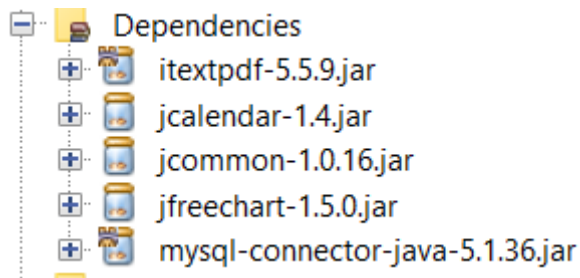 Dependencies
itextpdf-5.5.9.jar
jcalendar-1.4.jar
jcommon-1.0.16.jar
jfreechart-1.5.0.jar
mysql-connector-java-5.1.36.jar